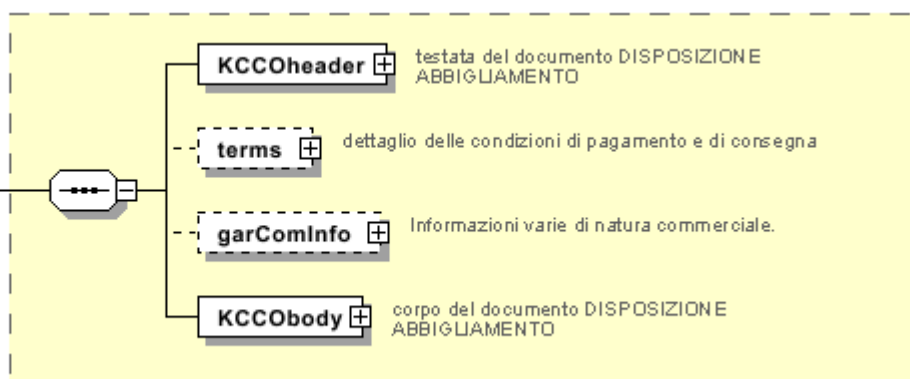 KCCOheader
testata del documento DISPOSIZIONE
ABBIGLIAMENTO
terms
dettaglio delle condizioni di pagamento e di consegna
garComInfo
Informazioni varie di natura commerciale.
KCCObody
corpo del documento DISPOSIZIONE
ABBIGLIAMENTO